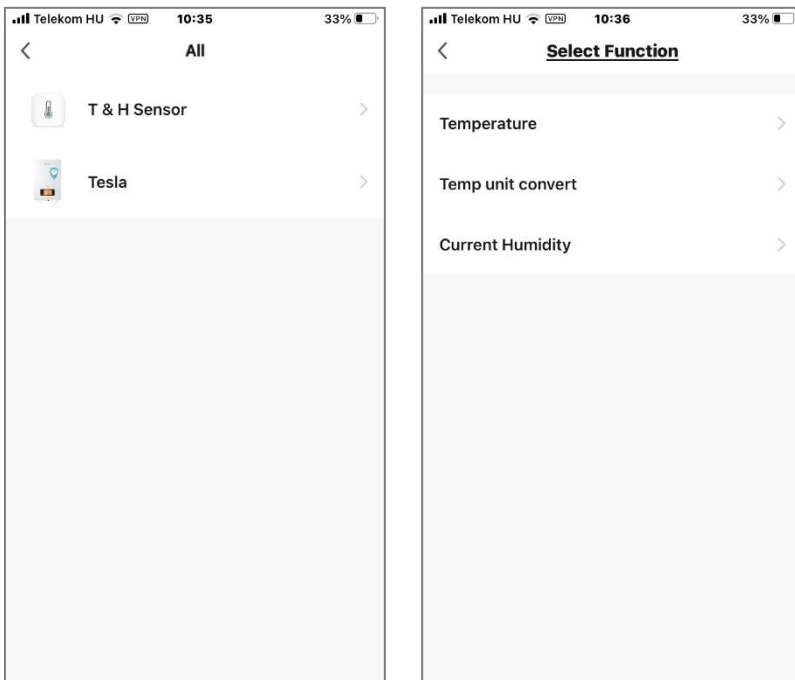 Telekom HU VPN 10:35 33%
All
T & H Sensor
Tesla
Telekom HU VPN 10:36 33%
Select Function
Temperature
Temp unit convert
Current Humidity